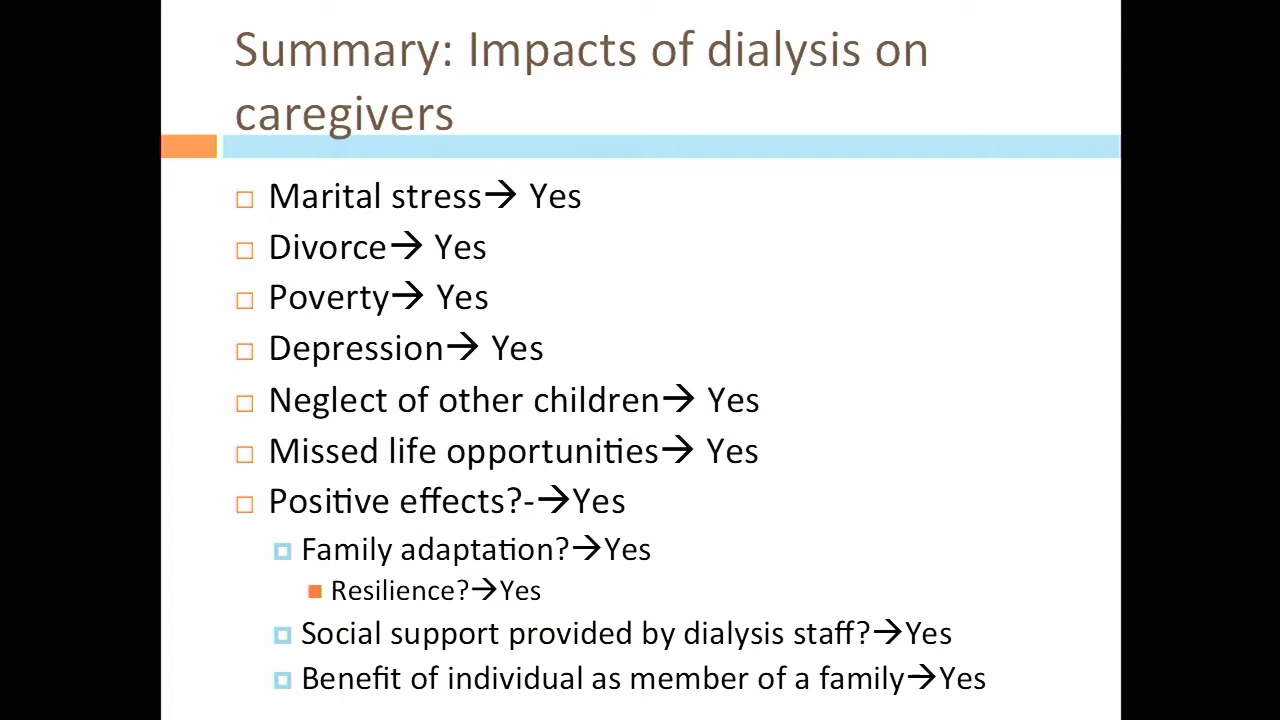 Summary: Impacts of dialysis on
caregivers
Marital stress→ Yes
Divorce→ Yes
Poverty→ Yes
Depression→ Yes
Neglect of other children→ Yes
Missed life opportunities→ Yes
Positive effects?-→Yes
Family adaptation?→Yes
Resilience?→Yes
Social support provided by dialysis staff?→Yes
Benefit of individual as member of a family→Yes